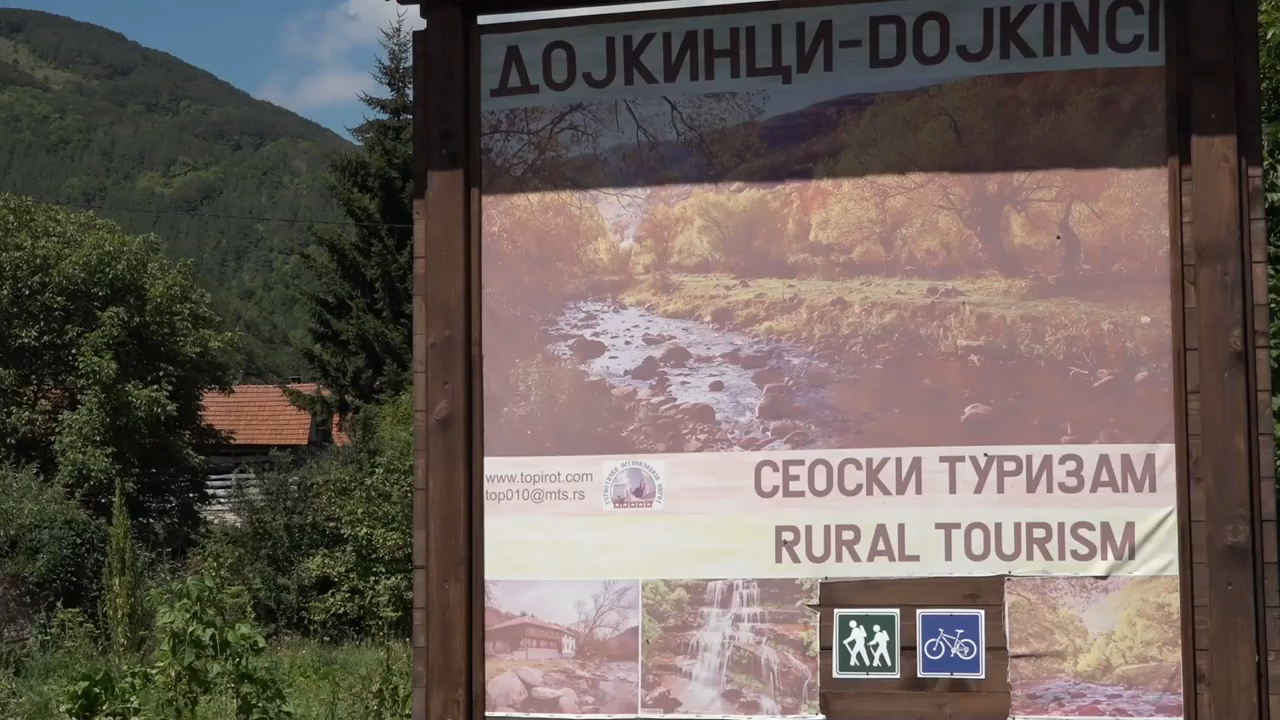 ДОЈКИНЦИ-DOJKINCI
www.topirot.com
top010@mts.rs
СЕОСКИ ТУРИЗАМ
RURAL TOURISM